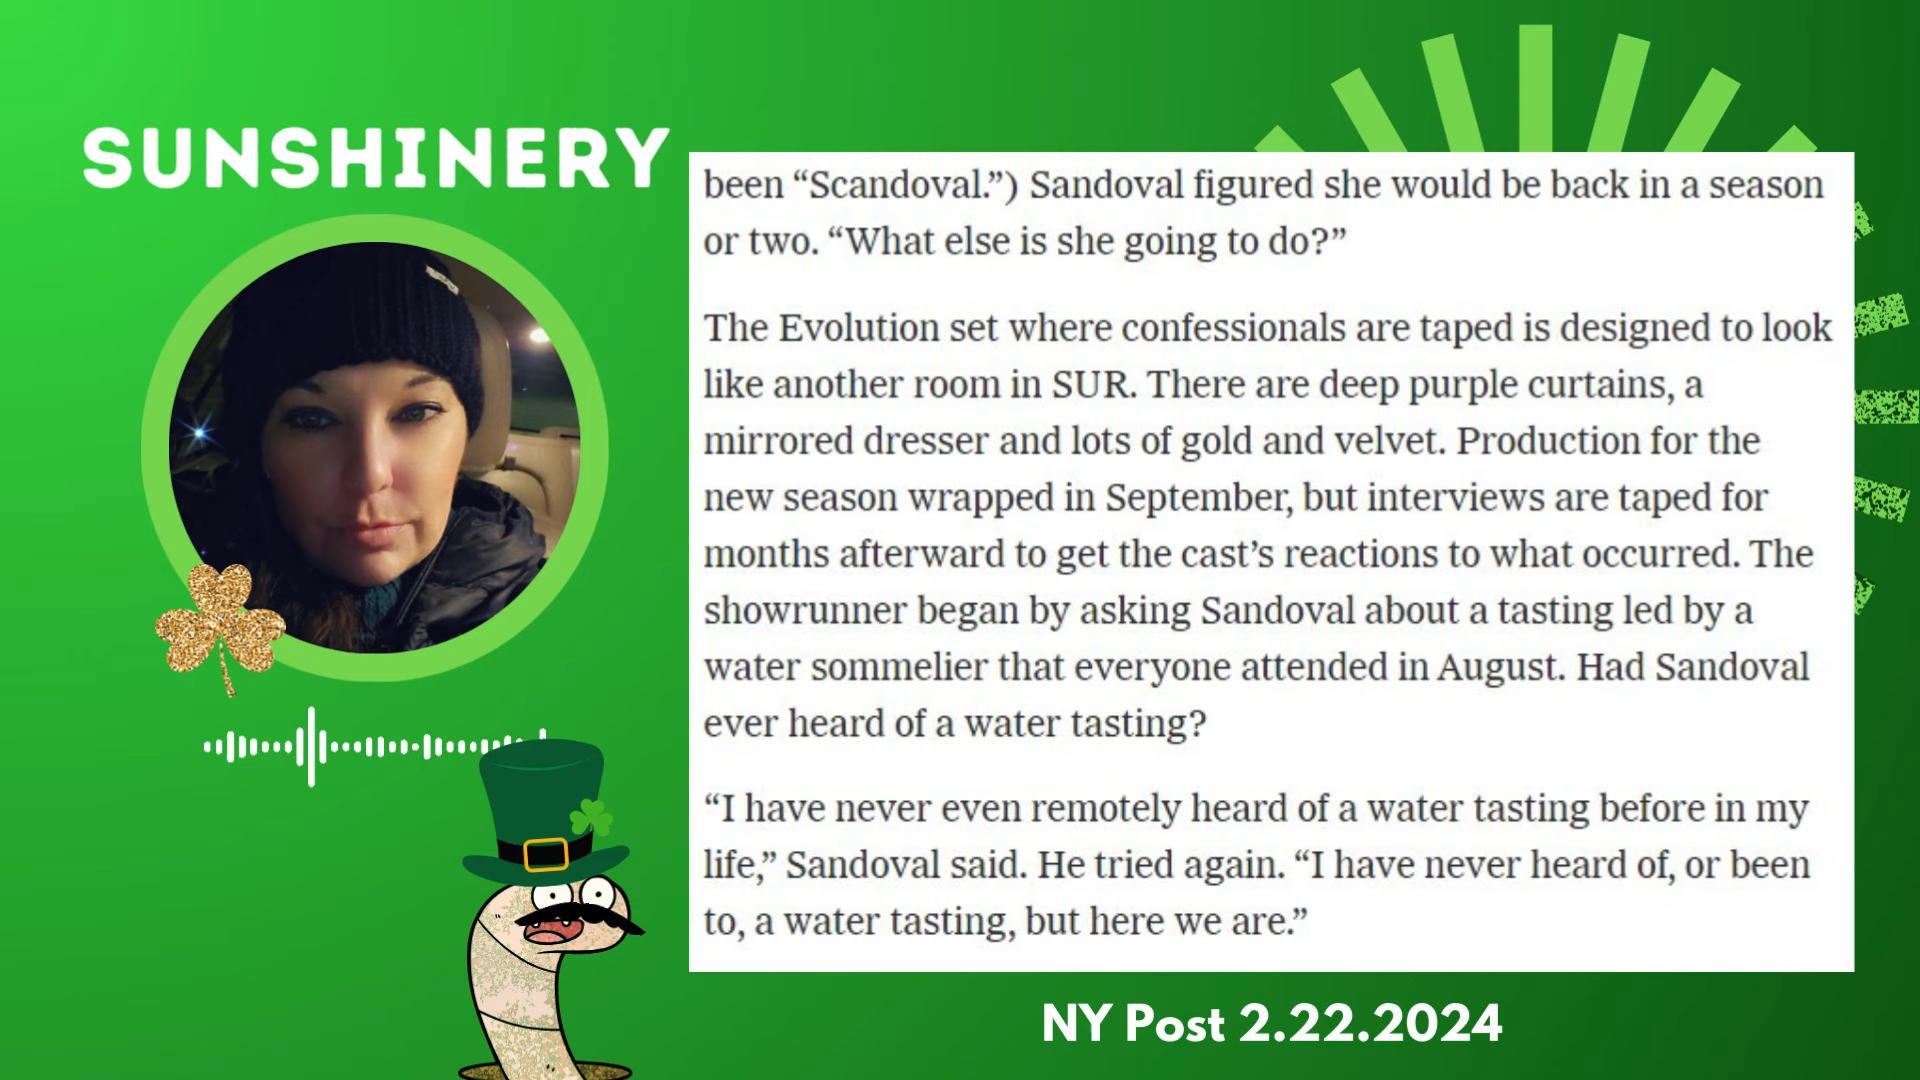 SUNSHINERY
been “Scandoval.”) Sandoval figured she would be back in a season
or two. “What else is she going to do?”
The Evolution set where confessionals are taped is designed to look
like another room in SUR. There are deep purple curtains, a
mirrored dresser and lots of gold and velvet. Production for the
new season wrapped in September, but interviews are taped for
months afterward to get the cast’s reactions to what occurred. The
showrunner began by asking Sandoval about a tasting led by a
water sommelier that everyone attended in August. Had Sandoval
ever heard of a water tasting?
“I have never even remotely heard of a water tasting before in my
life,” Sandoval said. He tried again. “I have never heard of, or been
to, a water tasting, but here we are.”
NY Post 2.22.2024